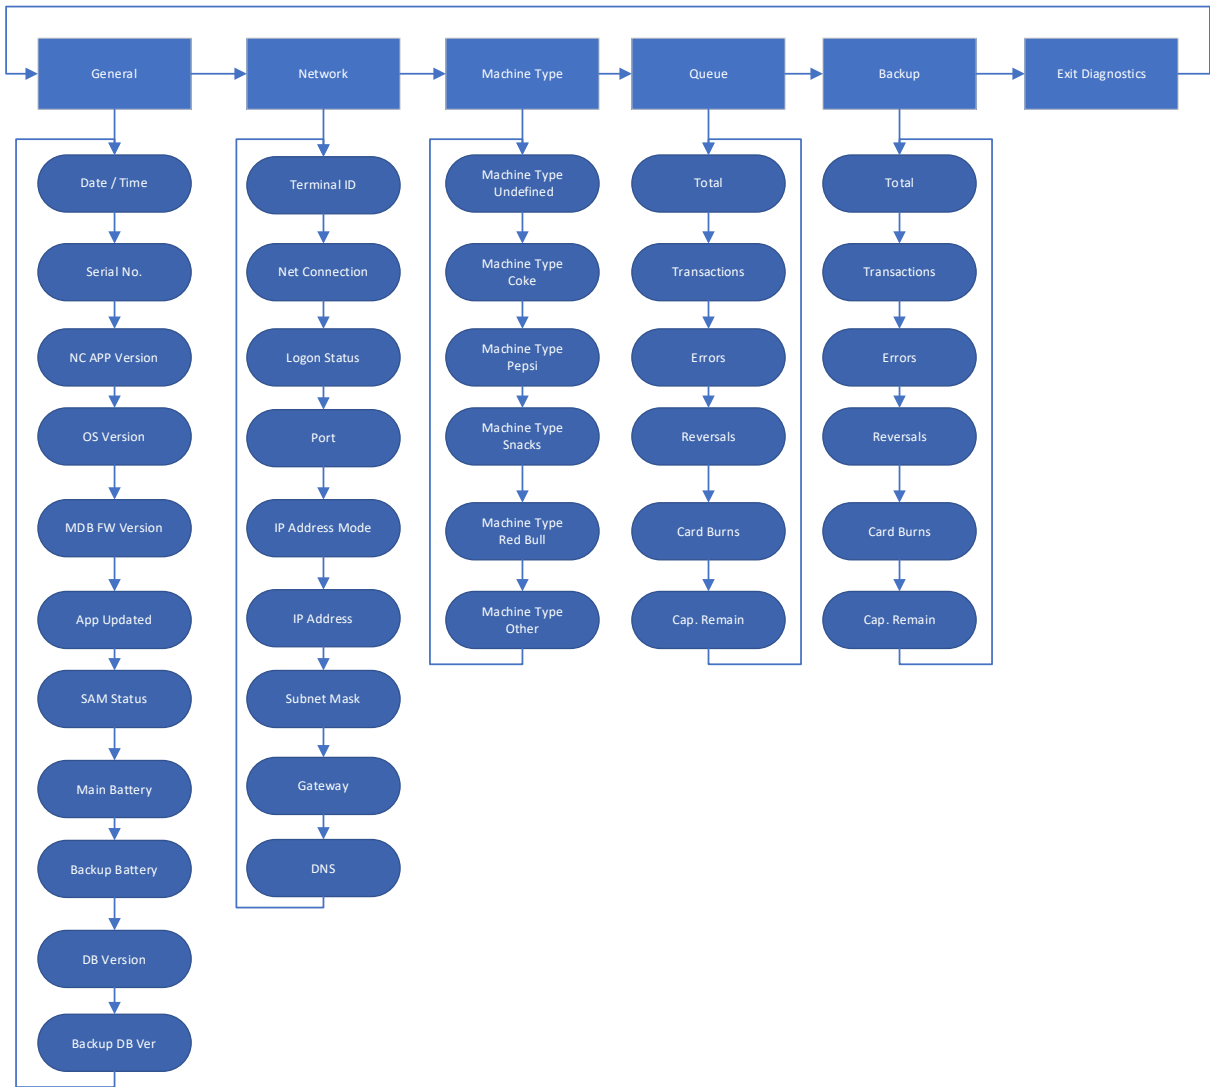 General
Network
Machine Type
Queue
Backup
Exit Diagnostics
Date / Time
Serial No.
NC APP Version
OS Version
MDB FW Version
App Updated
SAM Status
Main Battery
Backup Battery
DB Version
Backup DB Ver
Terminal ID
Net Connection
Logon Status
Port
IP Address Mode
IP Address
Subnet Mask
Gateway
DNS
Machine Type
Undefined
Machine Type
Coke
Machine Type
Pepsi
Machine Type
Snacks
Machine Type
Red Bull
Machine Type
Other
Total
Transactions
Errors
Reversals
Card Burns
Cap. Remain
Total
Transactions
Errors
Reversals
Card Burns
Cap. Remain